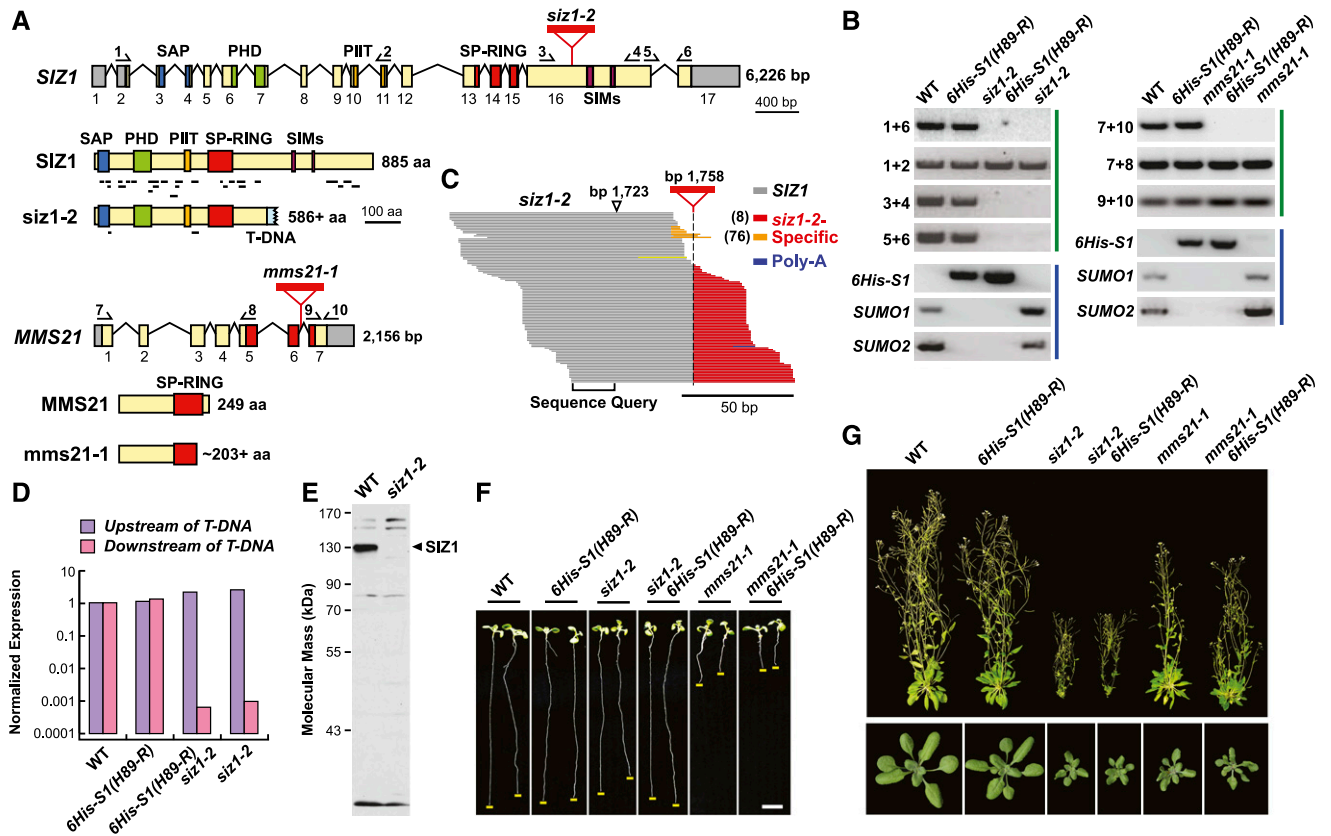 A
siz1-2
1
SAP
PHD
PIIT
2
SP-RING
3
4
5
6
SIZ1
6,226 bp
1
2
3
4
5
6
7
8
9
10
11
12
13
14
15
16
SIMs
17
400 bp
SAP
PHD
PIIT
SP-RING
SIMs
SIZ1
885 aa
siz1-2
586+ aa
T-DNA
100 aa
mms21-1
7
8
9
10
MMS21
2,156 bp
1
2
3
4
5
6
7
SP-RING
MMS21
249 aa
mms21-1
~203+ aa
B
WT
6His-S1(H89-R)
siz1-2
6His-S1(H89-R)
siz1-2
1+6
1+2
3+4
5+6
6His-S1
SUMO1
SUMO2
WT
6His-S1(H89-R)
mms21-1
6His-S1(H89-R)
mms21-1
7+10
7+8
9+10
6His-S1
SUMO1
SUMO2
C
siz1-2
bp 1,723
bp 1,758
SIZ1
(8)
siz1-2-
Specific
(76)
Poly-A
Sequence Query
50 bp
D
Upstream of T-DNA
Downstream of T-DNA
Normalized Expression
10
1
0.1
0.01
0.001
0.0001
WT
6His-S1(H89-R)
6His-S1(H89-R)
siz1-2
siz1-2
E
WT
siz1-2
Molecular Mass (kDa)
170
130
90
70
55
43
SIZ1
F
WT
6His-S1(H89-R)
siz1-2
siz1-2
6His-S1(H89-R)
mms21-1
mms21-1
6His-S1(H89-R)
G
WT
6His-S1(H89-R)
siz1-2
siz1-2
6His-S1(H89-R)
mms21-1
mms21-1
6His-S1(H89-R)